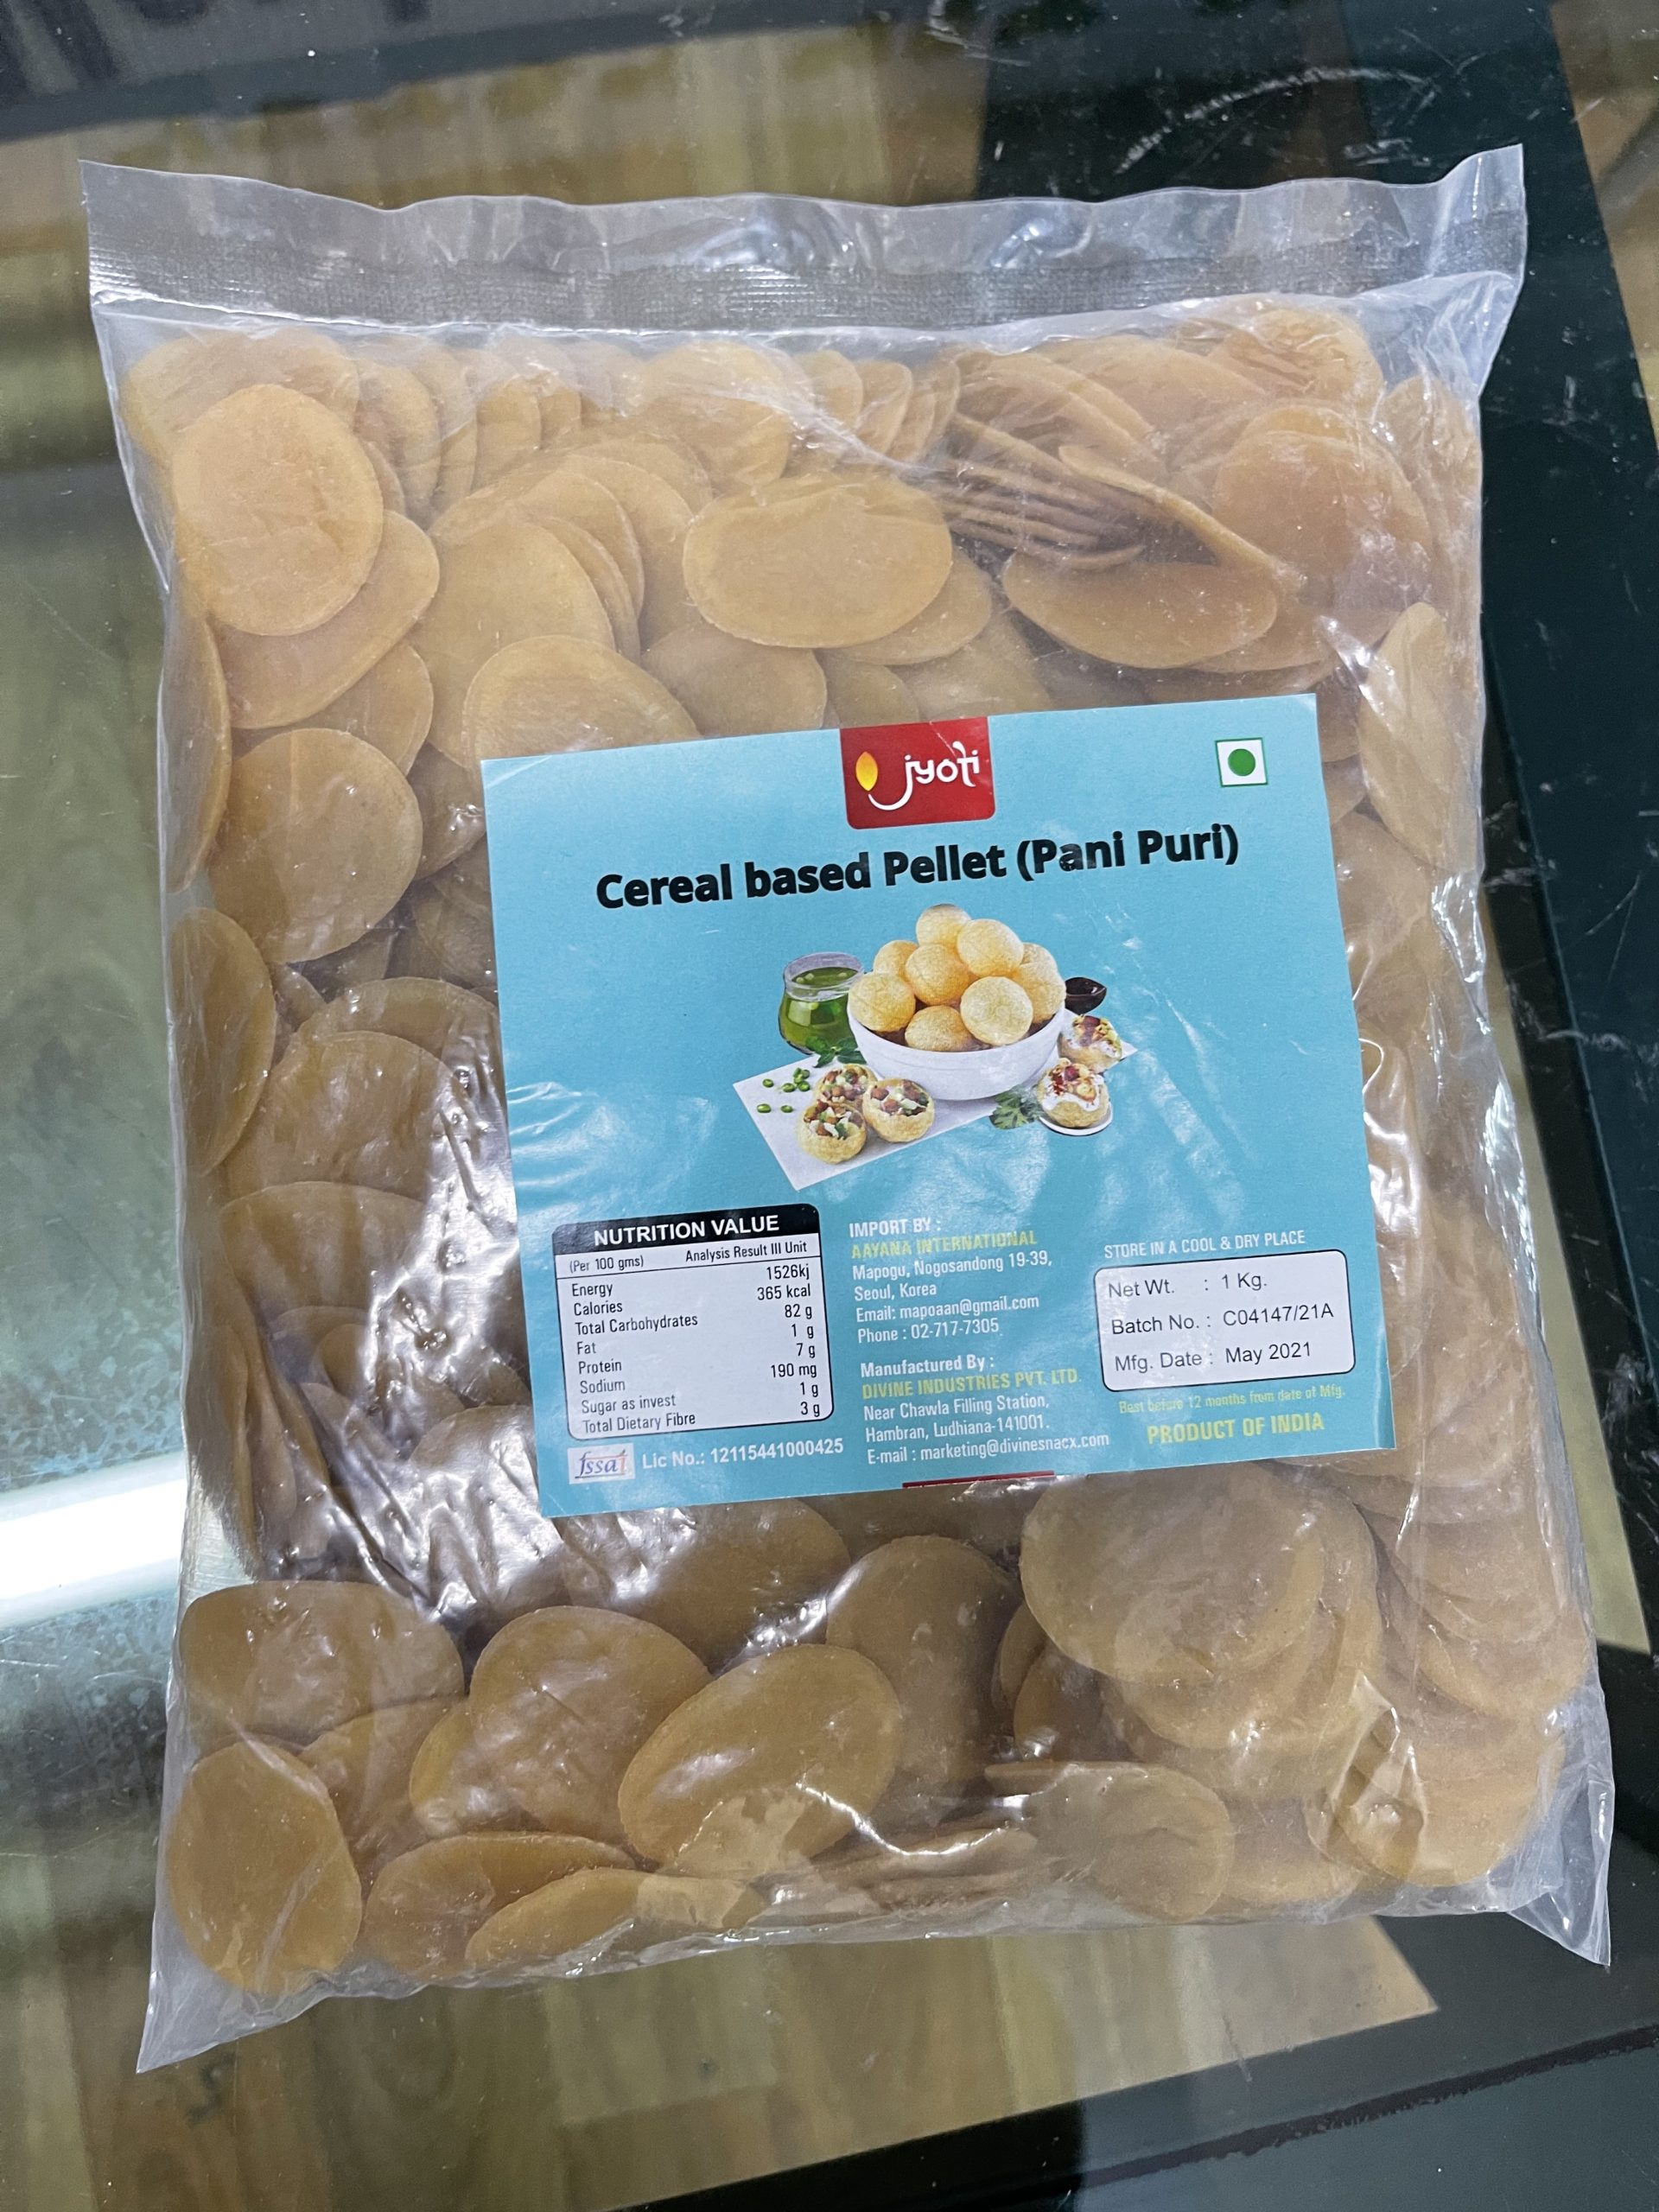 jyoti
Cereal based Pellet (Pani Puri)
NUTRITION VALUE
(Per 100 gms) Analysis Result III Unit
Energy 1526kj
Calories 365 kcal
Total Carbohydrates 82 g
Fat 1 g
Protein 7 g
Sodium 190 mg
Sugar as invest 1 g
Total Dietary Fibre 3 g
fssai Lic No.: 12115441000425
IMPORT BY :
AAYANA INTERNATIONAL
Mapogu, Nogosandong 19-39,
Seoul, Korea
Email: mapoaan@gmail.com
Phone : 02-717-7305
Manufactured By :
DIVINE INDUSTRIES PVT. LTD.
Near Chawla Filling Station,
Hambran, Ludhiana-141001.
E-mail : marketing@divinesnacx.com
STORE IN A COOL & DRY PLACE
Net Wt. : 1 Kg.
Batch No. : C04147/21A
Mfg. Date : May 2021
Best before 12 months from date of Mfg.
PRODUCT OF INDIA